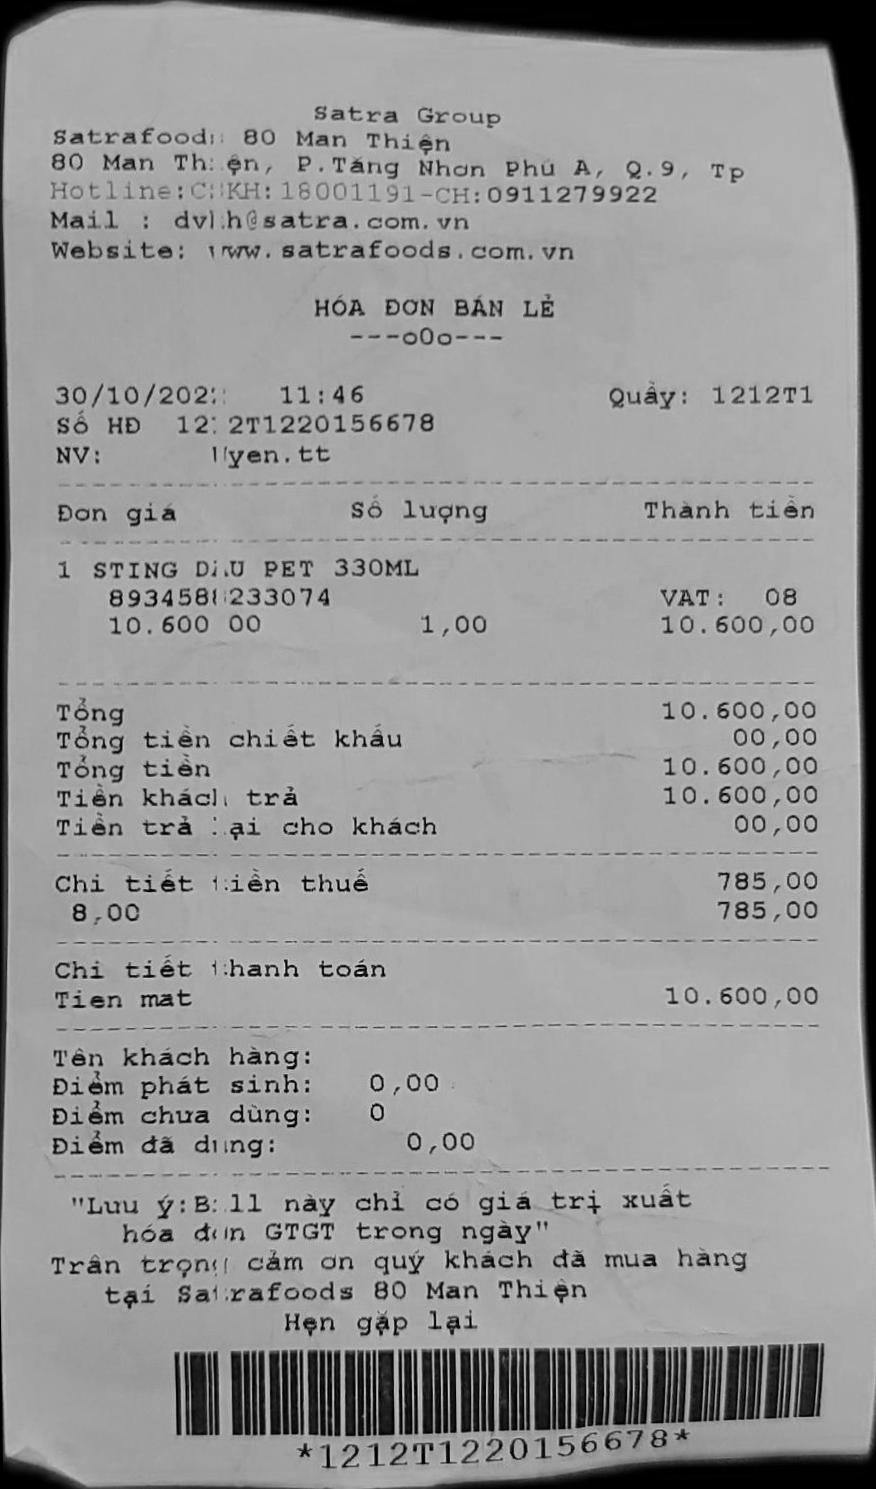 Satra Group
Satrafoods 80 Man Thiện
80 Man Thiện, P.Tăng Nhơn Phú A, Q.9, Tp
Hotline:CSKH:18001191-CH:0911279922
Mail : dvkh@satra.com.vn
Website: www.satrafoods.com.vn
HÓA ĐƠN BÁN LẺ
---oOo---
11:46 Quầy: 1212T1
Số HĐ 1212T1220156678
NV: Uyen.tt
Đơn giá Số lượng Thành tiền
1 STING DÂU PET 330ML
8934588233074 VAT: 08
10.600,00 1,00 10.600,00
Tổng 10.600,00
Tổng tiền chiết khấu 00,00
Tổng tiền 10.600,00
Tiền khách trả 10.600,00
Tiền trả lại cho khách 00,00
Chi tiết tiền thuế 785,00
8,00 785,00
Chi tiết thanh toán
Tien mat 10.600,00
Tên khách hàng:
Điểm phát sinh: 0,00
Điểm chưa dùng: 0
Điểm đã dùng: 0,00
"Lưu ý:Bill này chỉ có giá trị xuất
hóa đơn GTGT trong ngày"
Trân trọng cảm ơn quý khách đã mua hàng
tại Satrafoods 80 Man Thiện
Hẹn gặp lại
*1212T1220156678*